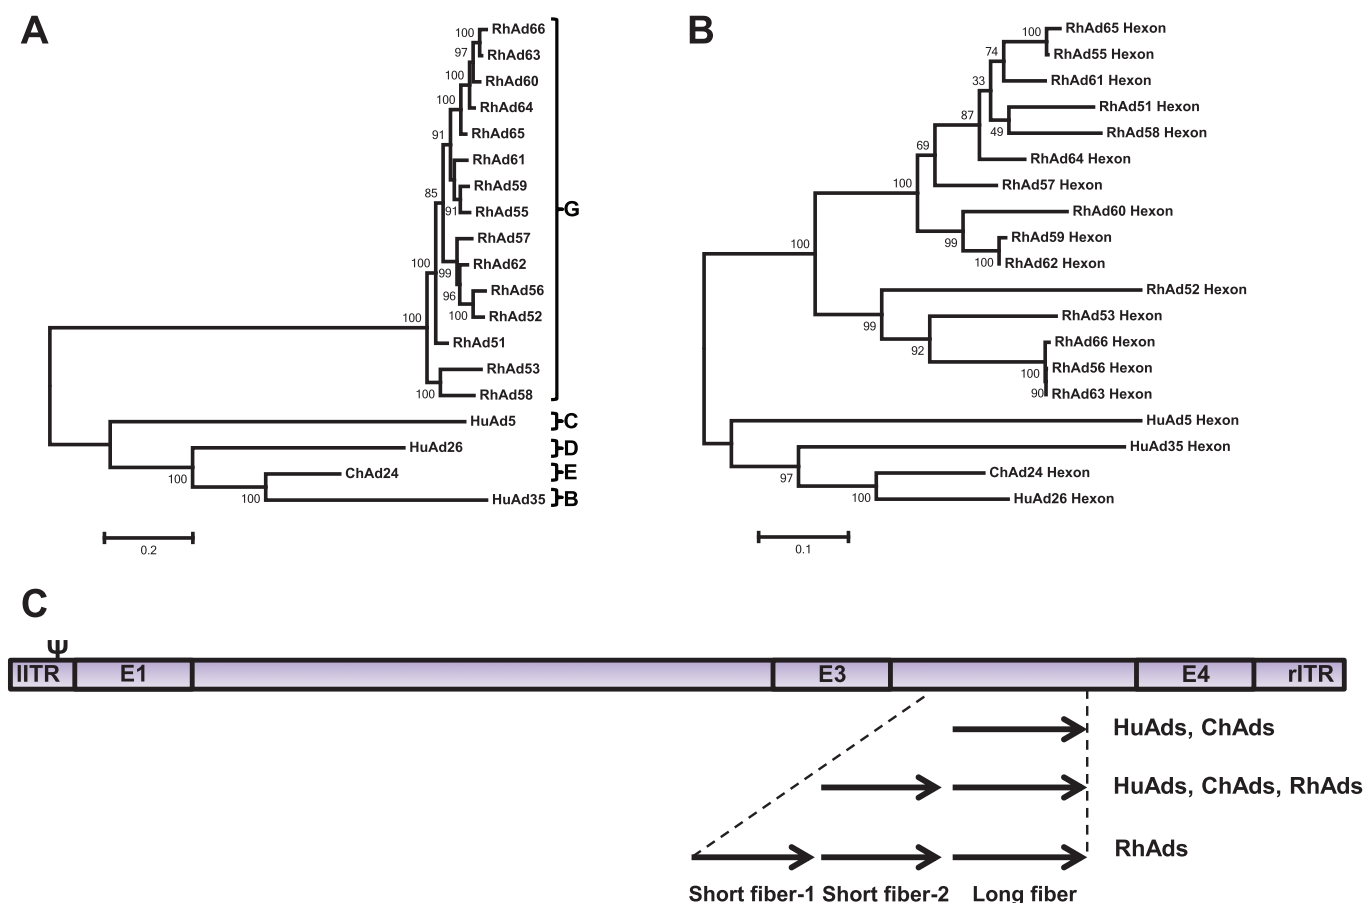 A
100 RhAd66
97 RhAd63
100 RhAd60
100 RhAd64
RhAd65
91 RhAd61
RhAd59
85 91 RhAd55
G
RhAd57
100 99 RhAd62
96 RhAd56
100 100 RhAd52
RhAd51
RhAd53
100 RhAd58
HuAd5 C
HuAd26 D
100 ChAd24 E
100 HuAd35 B
0.2
B
100 RhAd65 Hexon
74 RhAd55 Hexon
33 RhAd61 Hexon
87 RhAd51 Hexon
49 RhAd58 Hexon
69 RhAd64 Hexon
100 RhAd57 Hexon
RhAd60 Hexon
99 RhAd59 Hexon
100 100 RhAd62 Hexon
RhAd52 Hexon
99 RhAd53 Hexon
92 RhAd66 Hexon
100 RhAd56 Hexon
90 RhAd63 Hexon
HuAd5 Hexon
HuAd35 Hexon
97 ChAd24 Hexon
100 HuAd26 Hexon
0.1
C
Ψ
lITR E1 E3 E4 rITR
HuAds, ChAds
HuAds, ChAds, RhAds
RhAds
Short fiber-1 Short fiber-2 Long fiber